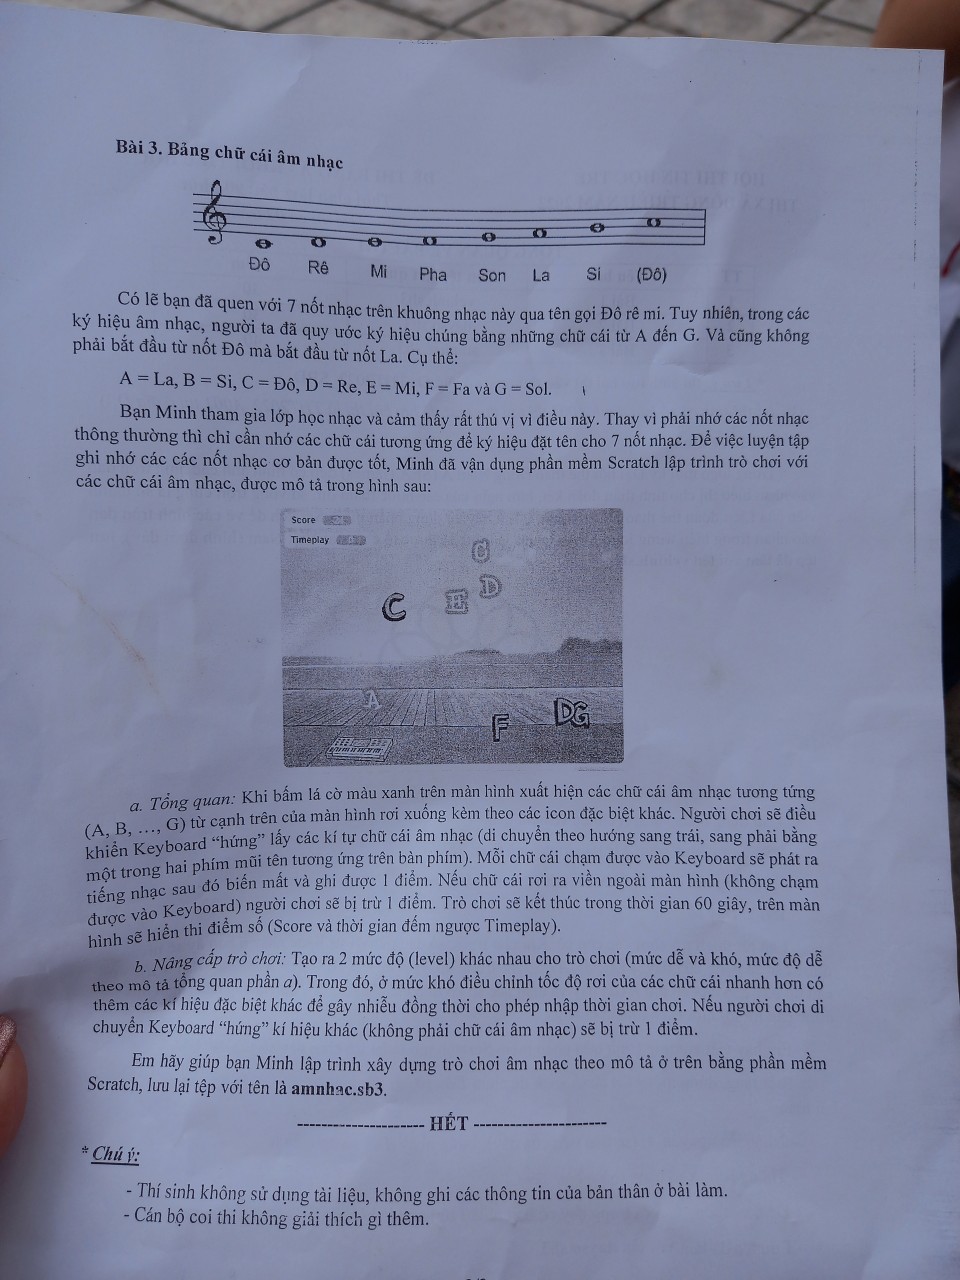 Bài 3. Bảng chữ cái âm nhạc
Đô Rê Mi Pha Son La Si (Đô)
Có lẽ bạn đã quen với 7 nốt nhạc trên khuông nhạc này qua tên gọi Đô rê mi. Tuy nhiên, trong các
ký hiệu âm nhạc, người ta đã quy ước ký hiệu chúng bằng những chữ cái từ A đến G. Và cũng không
phải bắt đầu từ nốt Đô mà bắt đầu từ nốt La. Cụ thể:
A = La, B = Si, C = Đô, D = Re, E = Mi, F = Fa và G = Sol.
Bạn Minh tham gia lớp học nhạc và cảm thấy rất thú vị vì điều này. Thay vì phải nhớ các nốt nhạc
thông thường thì chỉ cần nhớ các chữ cái tương ứng để ký hiệu đặt tên cho 7 nốt nhạc. Để việc luyện tập
ghi nhớ các các nốt nhạc cơ bản được tốt, Minh đã vận dụng phần mềm Scratch lập trình trò chơi với
các chữ cái âm nhạc, được mô tả trong hình sau:
Score
Timeplay
C
C E D
A
F DG
a. Tổng quan: Khi bấm lá cờ màu xanh trên màn hình xuất hiện các chữ cái âm nhạc tương tứng
(A, B, …, G) từ cạnh trên của màn hình rơi xuống kèm theo các icon đặc biệt khác. Người chơi sẽ điều
khiển Keyboard “hứng” lấy các kí tự chữ cái âm nhạc (di chuyển theo hướng sang trái, sang phải bằng
một trong hai phím mũi tên tương ứng trên bàn phím). Mỗi chữ cái chạm được vào Keyboard sẽ phát ra
tiếng nhạc sau đó biến mất và ghi được 1 điểm. Nếu chữ cái rơi ra viền ngoài màn hình (không chạm
được vào Keyboard) người chơi sẽ bị trừ 1 điểm. Trò chơi sẽ kết thúc trong thời gian 60 giây, trên màn
hình sẽ hiển thi điểm số (Score và thời gian đếm ngược Timeplay).
b. Nâng cấp trò chơi: Tạo ra 2 mức độ (level) khác nhau cho trò chơi (mức dễ và khó, mức độ dễ
theo mô tả tổng quan phần a). Trong đó, ở mức khó điều chỉnh tốc độ rơi của các chữ cái nhanh hơn có
thêm các kí hiệu đặc biệt khác để gây nhiễu đồng thời cho phép nhập thời gian chơi. Nếu người chơi di
chuyển Keyboard “hứng” kí hiệu khác (không phải chữ cái âm nhạc) sẽ bị trừ 1 điểm.
Em hãy giúp bạn Minh lập trình xây dựng trò chơi âm nhạc theo mô tả ở trên bằng phần mềm
Scratch, lưu lại tệp với tên là amnhac.sb3.
--------------------- HẾT ----------------------
* Chú ý:
- Thí sinh không sử dụng tài liệu, không ghi các thông tin của bản thân ở bài làm.
- Cán bộ coi thi không giải thích gì thêm.